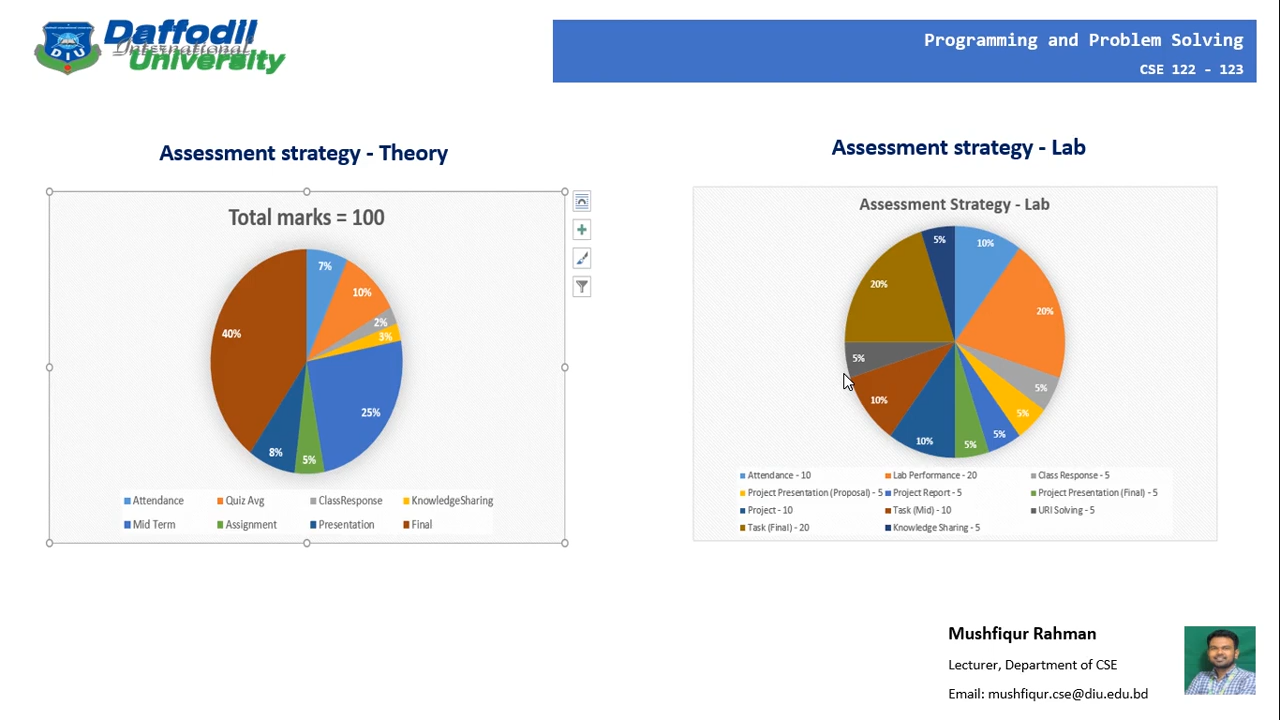 DIU
Daffodil
International
University
Programming and Problem Solving
CSE 122 - 123
Assessment strategy - Theory
Total marks = 100
7%
10%
2%
3%
25%
5%
8%
40%
Attendance Quiz Avg ClassResponse KnowledgeSharing
Mid Term Assignment Presentation Final
Assessment strategy - Lab
Assessment Strategy - Lab
10%
20%
5%
5%
5%
5%
10%
10%
5%
20%
5%
Attendance - 10 Lab Performance - 20 Class Response - 5
Project Presentation (Proposal) - 5 Project Report - 5 Project Presentation (Final) - 5
Project - 10 Task (Mid) - 10 URI Solving - 5
Task (Final) - 20 Knowledge Sharing - 5
Mushfiqur Rahman
Lecturer, Department of CSE
Email: mushfiqur.cse@diu.edu.bd